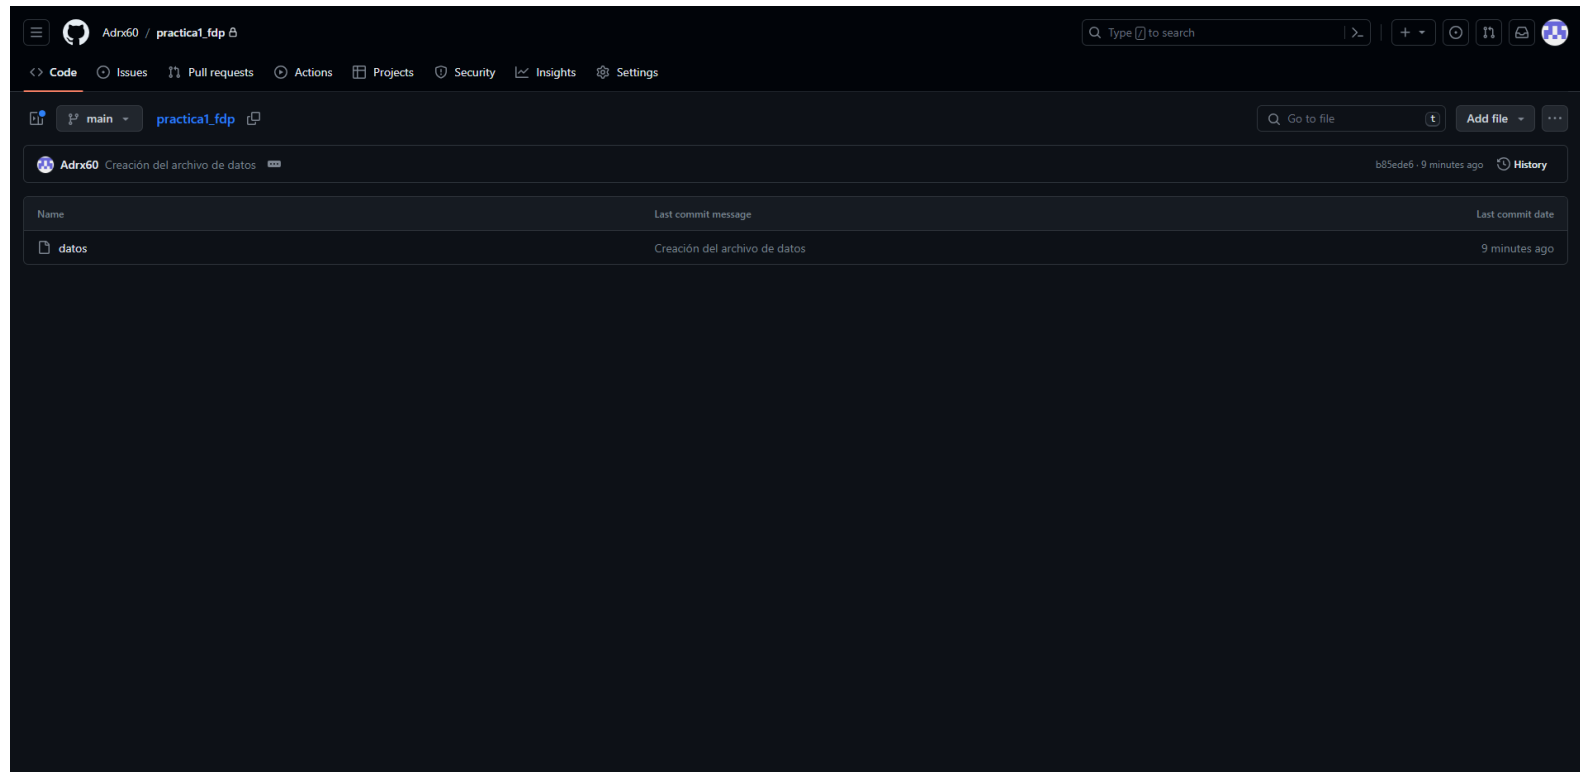 Adrx60 / practica1_fdp
Type / to search
Code Issues Pull requests Actions Projects Security Insights Settings
main practica1_fdp Go to file t Add file
Adrx60 Creación del archivo de datos b85ede6 · 9 minutes ago History
Name Last commit message Last commit date
datos Creación del archivo de datos 9 minutes ago